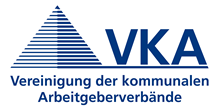 VKA
Vereinigung der kommunalen
Arbeitgeberverbände